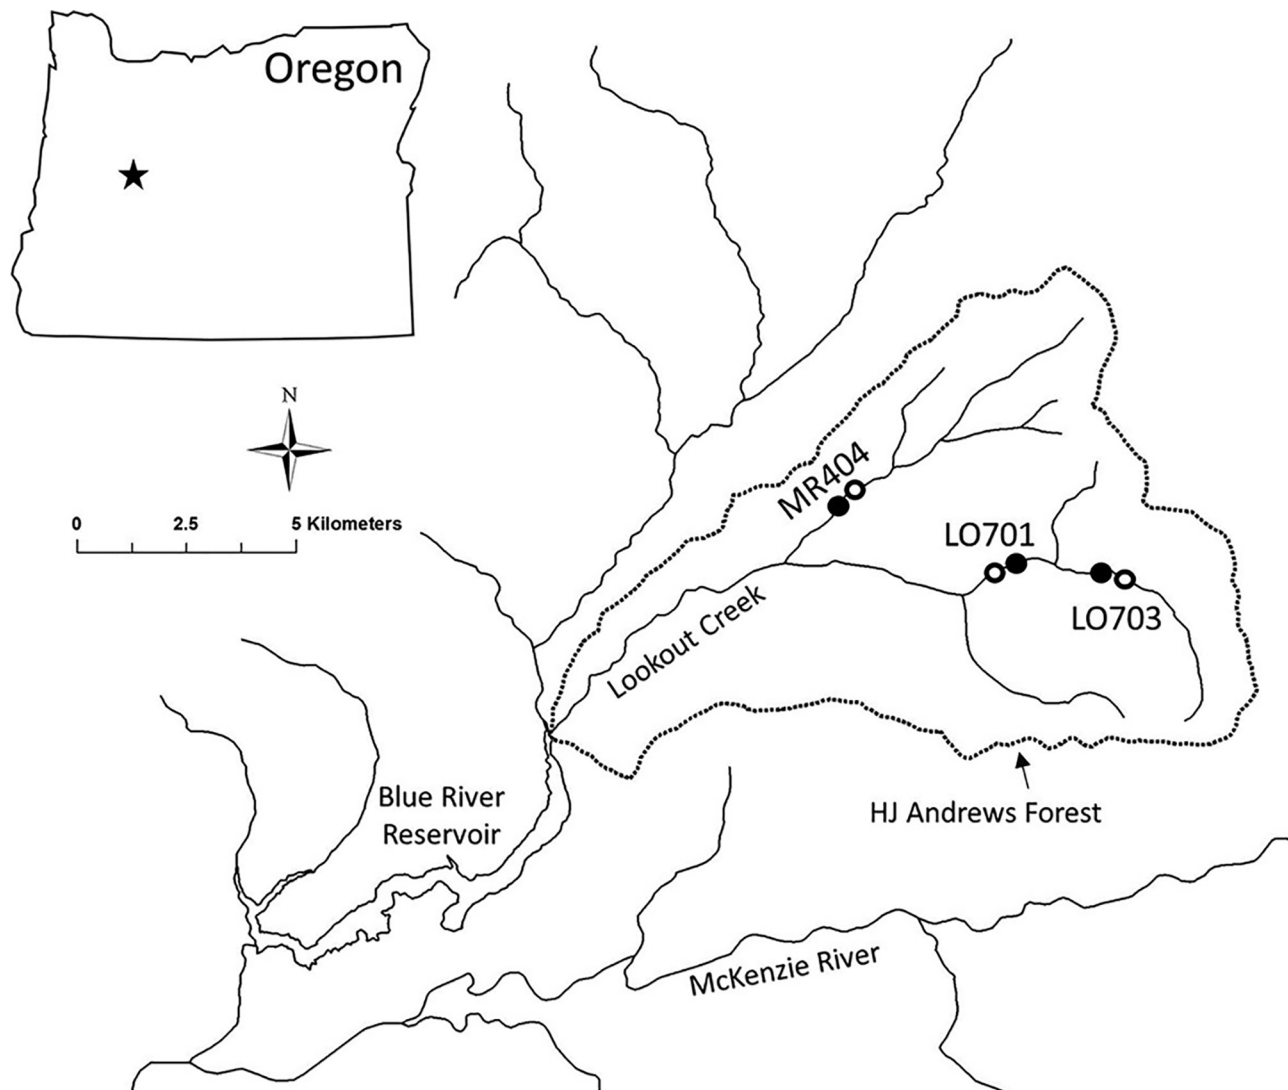 Oregon
N
0 2.5 5 Kilometers
MR404
LO701
LO703
Lookout Creek
Blue River
Reservoir
HJ Andrews Forest
McKenzie River